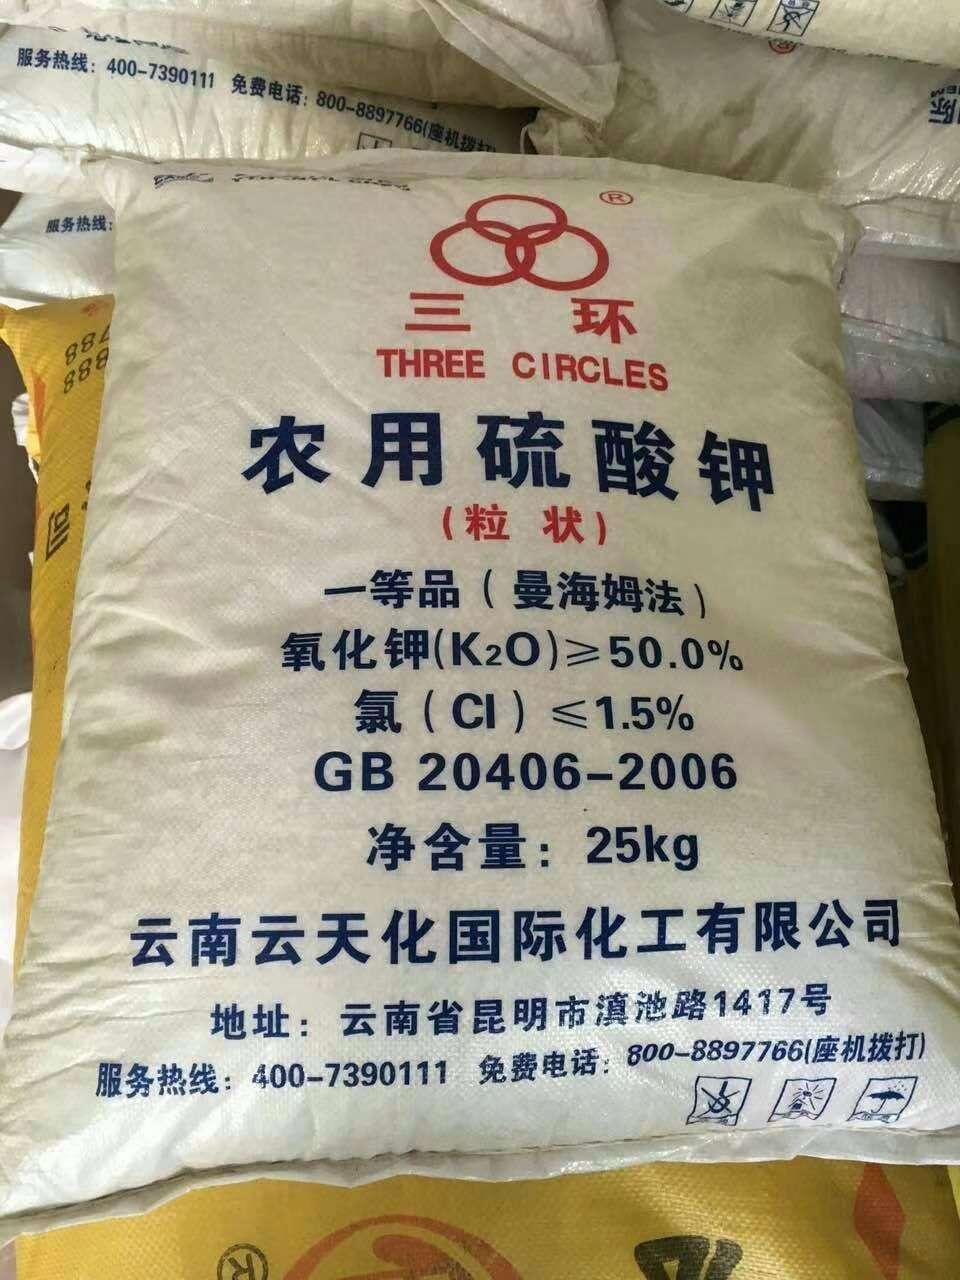 服务热线：400-7390111 免费电话：800-8897766(座机拨打)
服务热线：
®
三环
THREE CIRCLES
农用硫酸钾
(粒状)
一等品（曼海姆法）
氧化钾(K₂O)≥50.0%
氯（Cl）≤1.5%
GB 20406-2006
净含量：25kg
云南云天化国际化工有限公司
地址：云南省昆明市滇池路1417号
服务热线：400-7390111 免费电话：800-8897766(座机拨打)
®